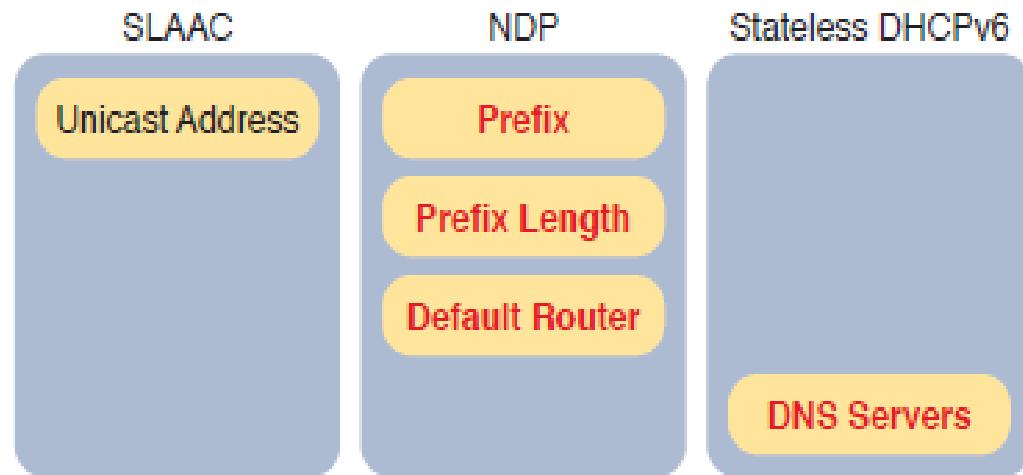 SLAAC
NDP
Stateless DHCPv6
Unicast Address
Prefix
Prefix Length
Default Router
DNS Servers